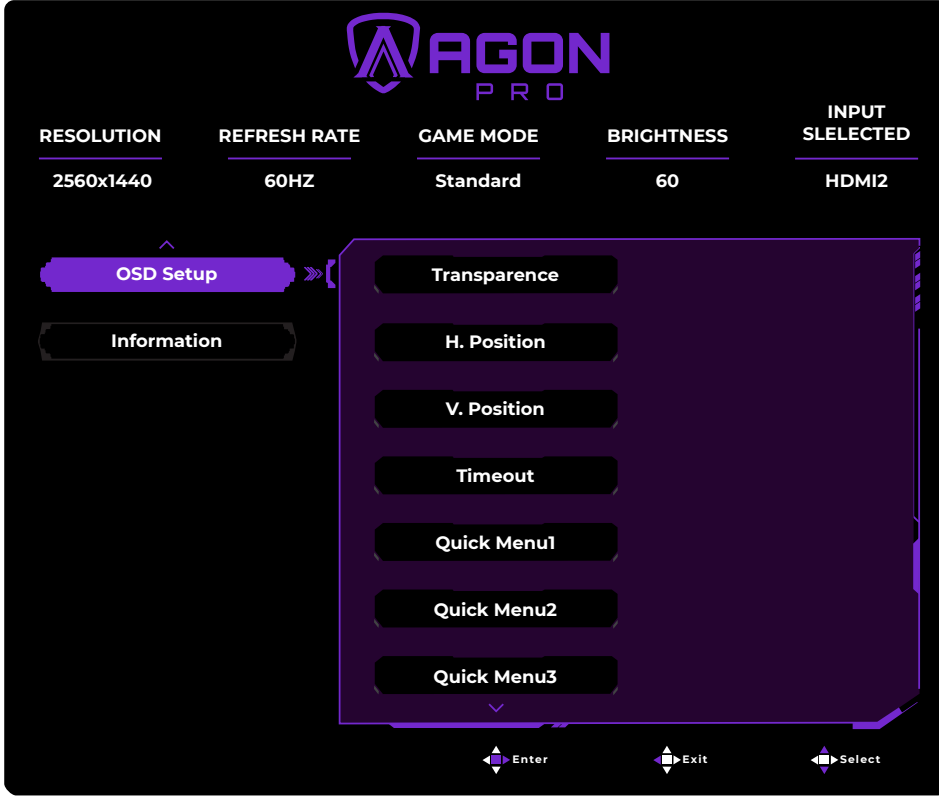 AGON
PRO
RESOLUTION REFRESH RATE GAME MODE BRIGHTNESS INPUT
SLELECTED
2560x1440 60HZ Standard 60 HDMI2
OSD Setup
Information
Transparence
H. Position
V. Position
Timeout
Quick Menu1
Quick Menu2
Quick Menu3
Enter Exit Select